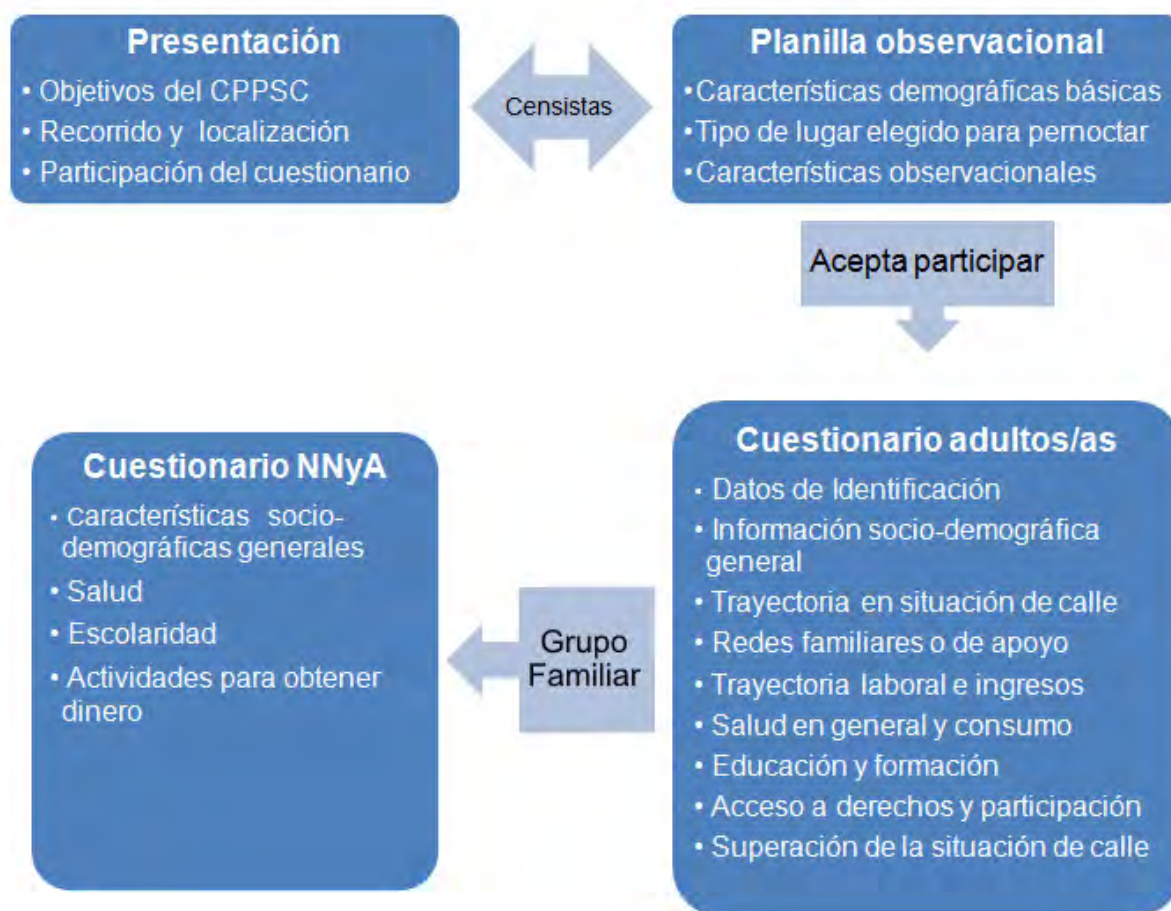 Presentación
• Objetivos del CPPSC
• Recorrido y localización
• Participación del cuestionario
Censistas
Planilla observacional
•Características demográficas básicas
•Tipo de lugar elegido para pernoctar
•Características observacionales
Acepta participar
Cuestionario adultos/as
• Datos de Identificación
• Información socio-demográfica
general
• Trayectoria en situación de calle
• Redes familiares o de apoyo
• Trayectoria laboral e ingresos
• Salud en general y consumo
• Educación y formación
• Acceso a derechos y participación
• Superación de la situación de calle
Grupo
Familiar
Cuestionario NNyA
• Características socio-
demográficas generales
• Salud
• Escolaridad
• Actividades para obtener
dinero